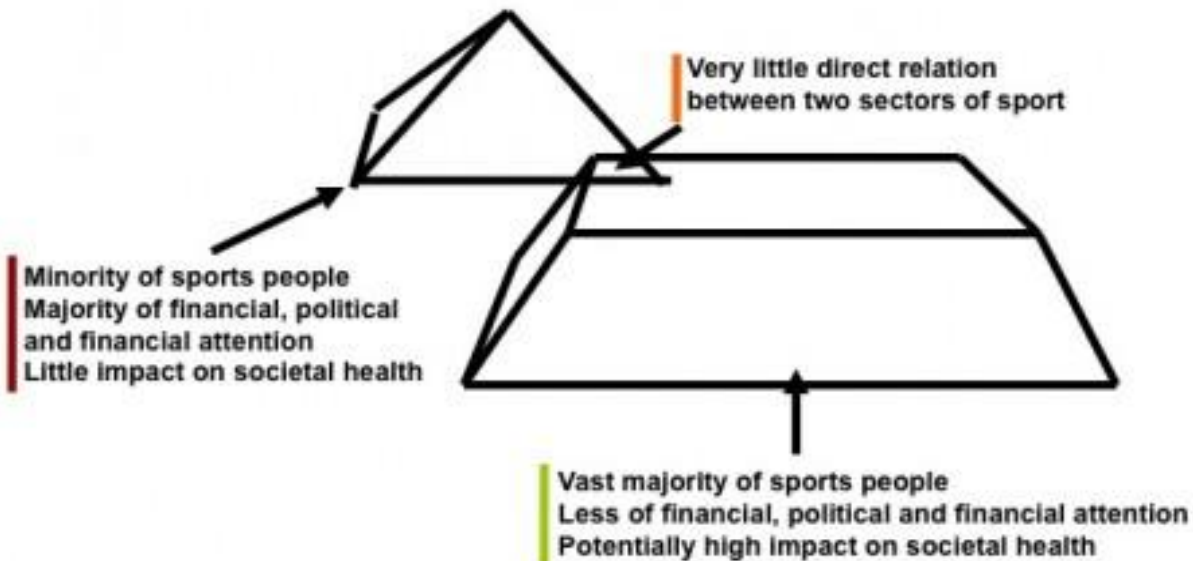 Very little direct relation
between two sectors of sport
Minority of sports people
Majority of financial, political
and financial attention
Little impact on societal health
Vast majority of sports people
Less of financial, political and financial attention
Potentially high impact on societal health